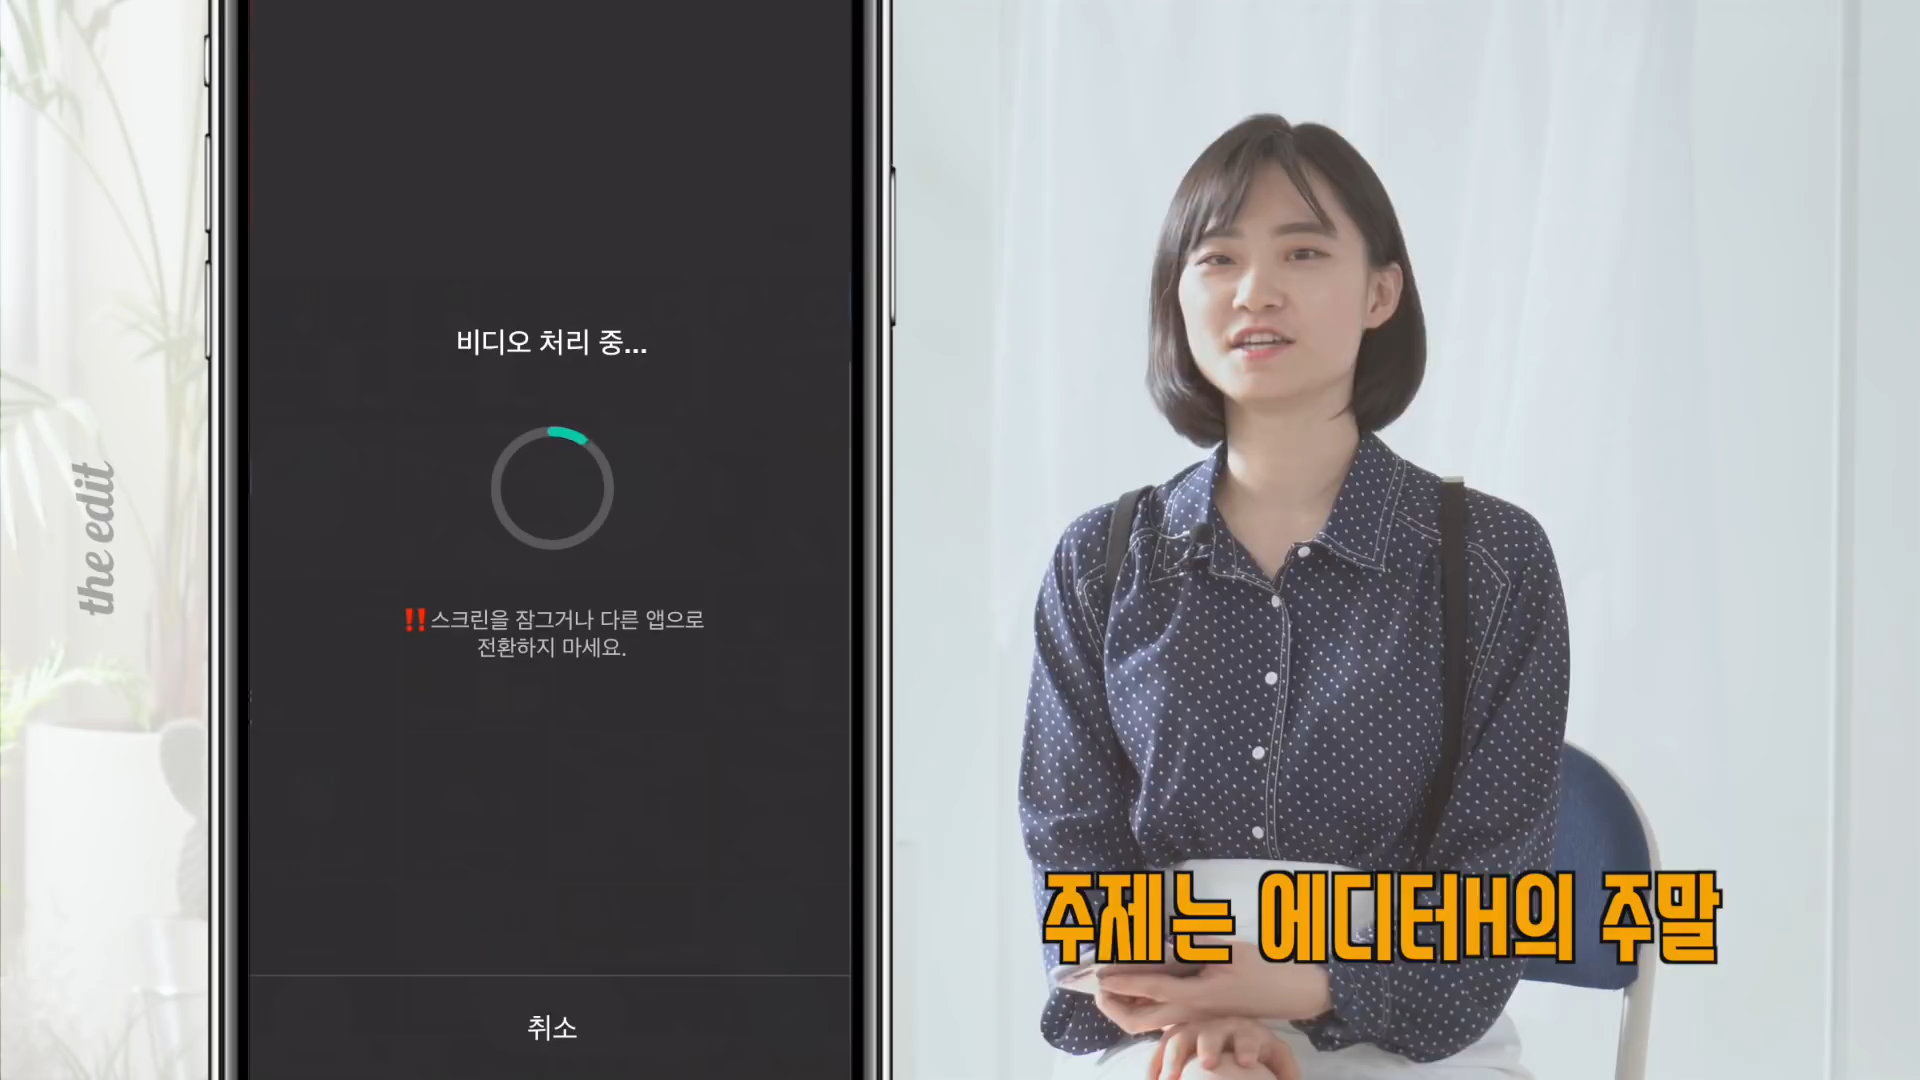 the edit
비디오 처리 중...
‼️스크린을 잠그거나 다른 앱으로
전환하지 마세요.
취소
주제는 에디터H의 주말